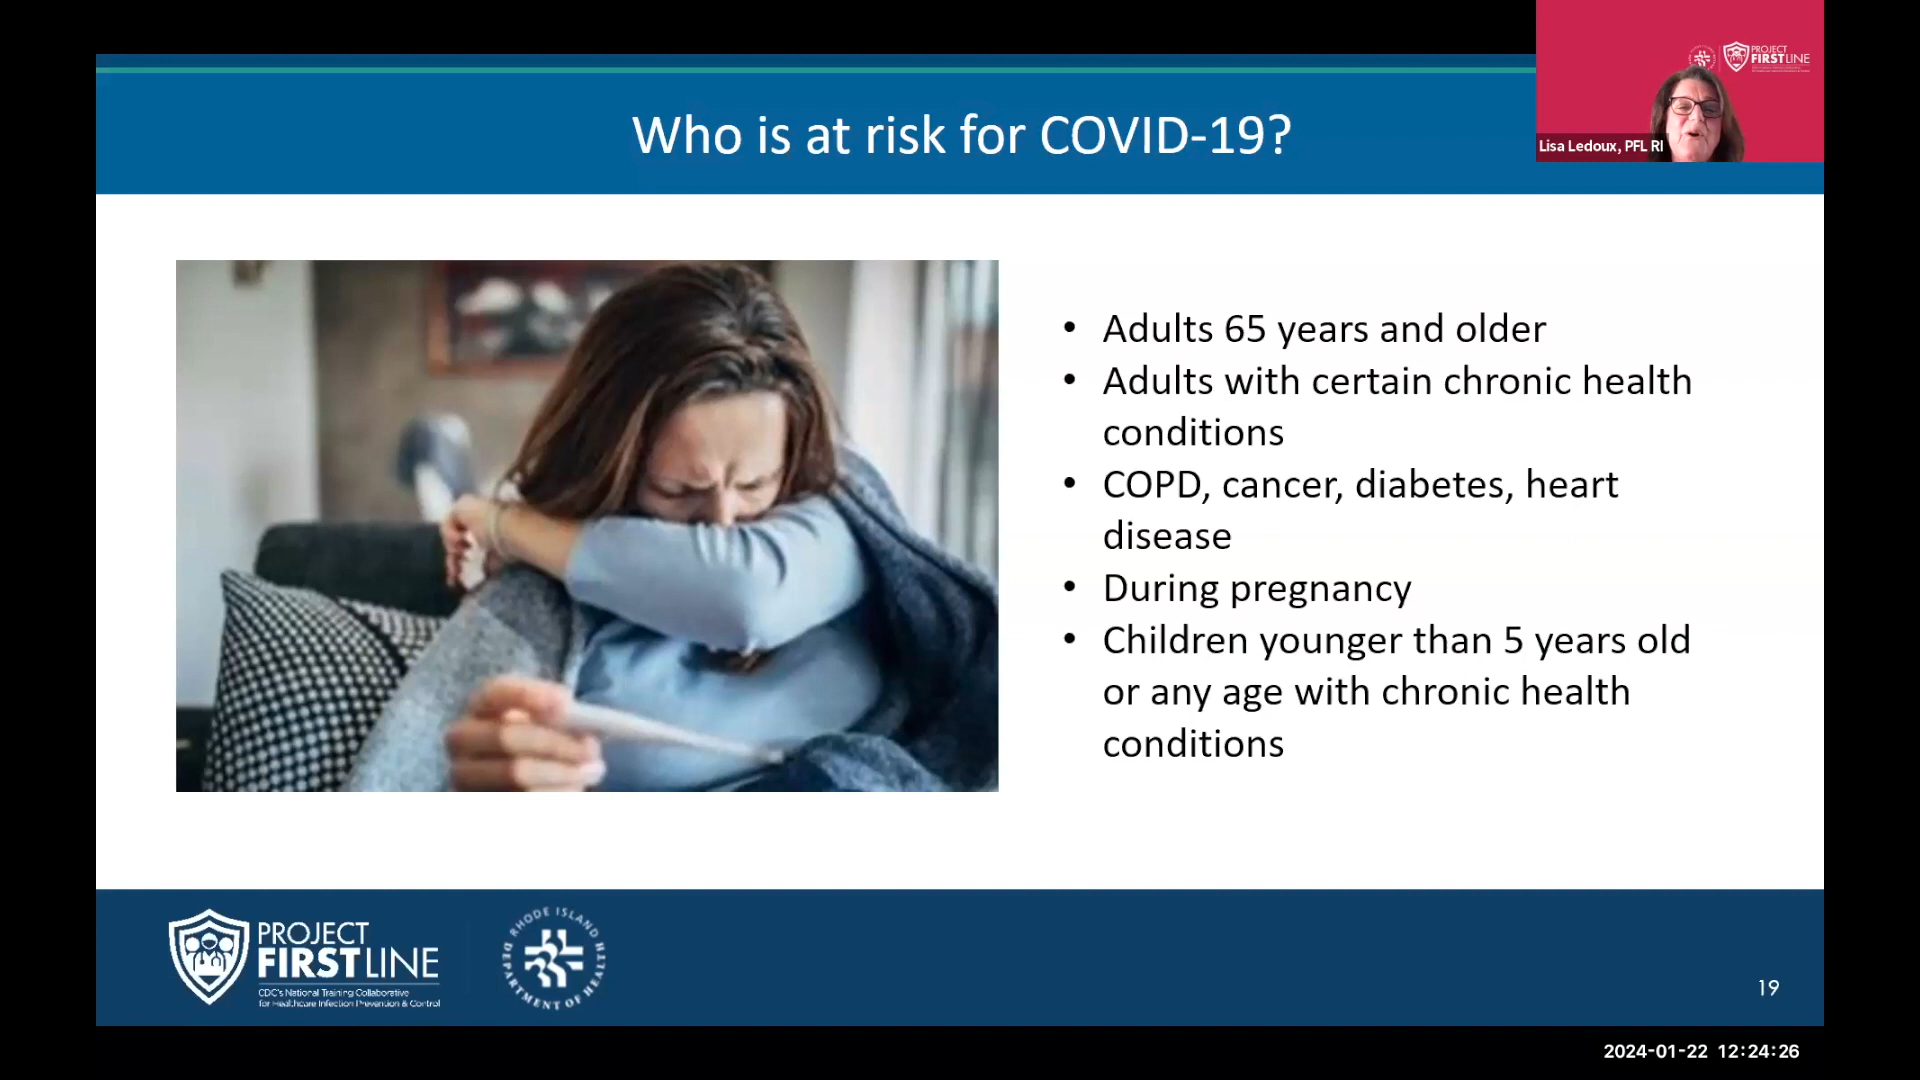 Who is at risk for COVID-19?
PROJECT
FIRSTLINE
Lisa Ledoux, PFL RI
• Adults 65 years and older
• Adults with certain chronic health
conditions
• COPD, cancer, diabetes, heart
disease
• During pregnancy
• Children younger than 5 years old
or any age with chronic health
conditions
PROJECT
FIRSTLINE
CDC's National Training Collaborative
for Healthcare Infection Prevention & Control
RHODE ISLAND
DEPARTMENT OF HEALTH
19
2024-01-22 12:24:26